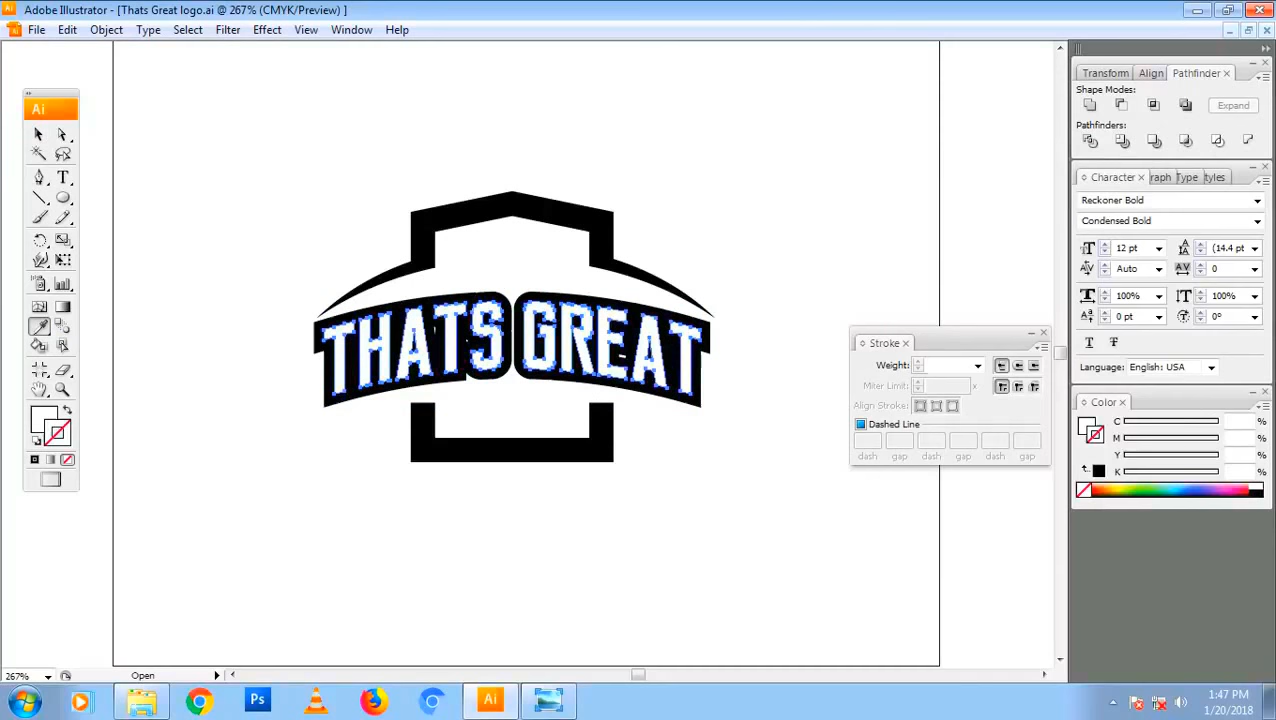 Adobe Illustrator - [Thats Great logo.ai @ 267% (CMYK/Preview) ]
File Edit Object Type Select Filter Effect View Window Help
Ai
Transform Align Pathfinder
Shape Modes:
Expand
Pathfinders:
Character graph Type tyles
Reckoner Bold
Condensed Bold
12 pt (14.4 pt
Auto 0
100% 100%
0 pt 0°
T T
Language: English: USA
Color
C %
M %
Y %
K %
Stroke
Weight:
Miter Limit: x
Align Stroke:
Dashed Line
dash gap dash gap dash gap
THATS GREAT
267% Open
Ps Ai
1:47 PM
1/20/2018